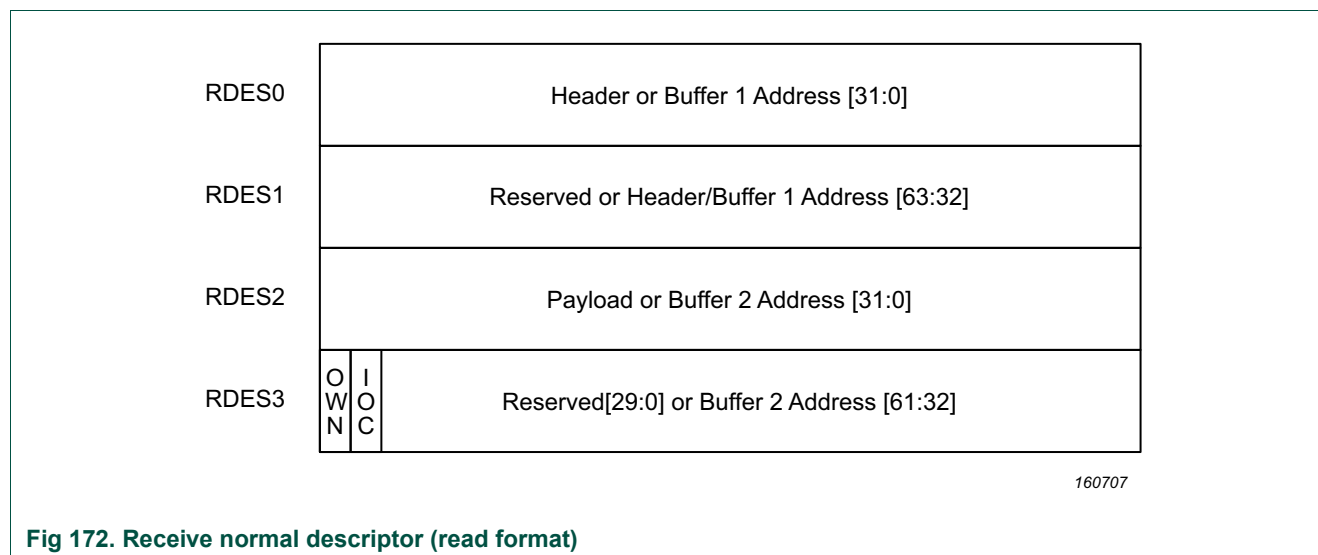 RDES0
Header or Buffer 1 Address [31:0]
RDES1
Reserved or Header/Buffer 1 Address [63:32]
RDES2
Payload or Buffer 2 Address [31:0]
RDES3
OWN
IOC
Reserved[29:0] or Buffer 2 Address [61:32]
160707
Fig 172. Receive normal descriptor (read format)